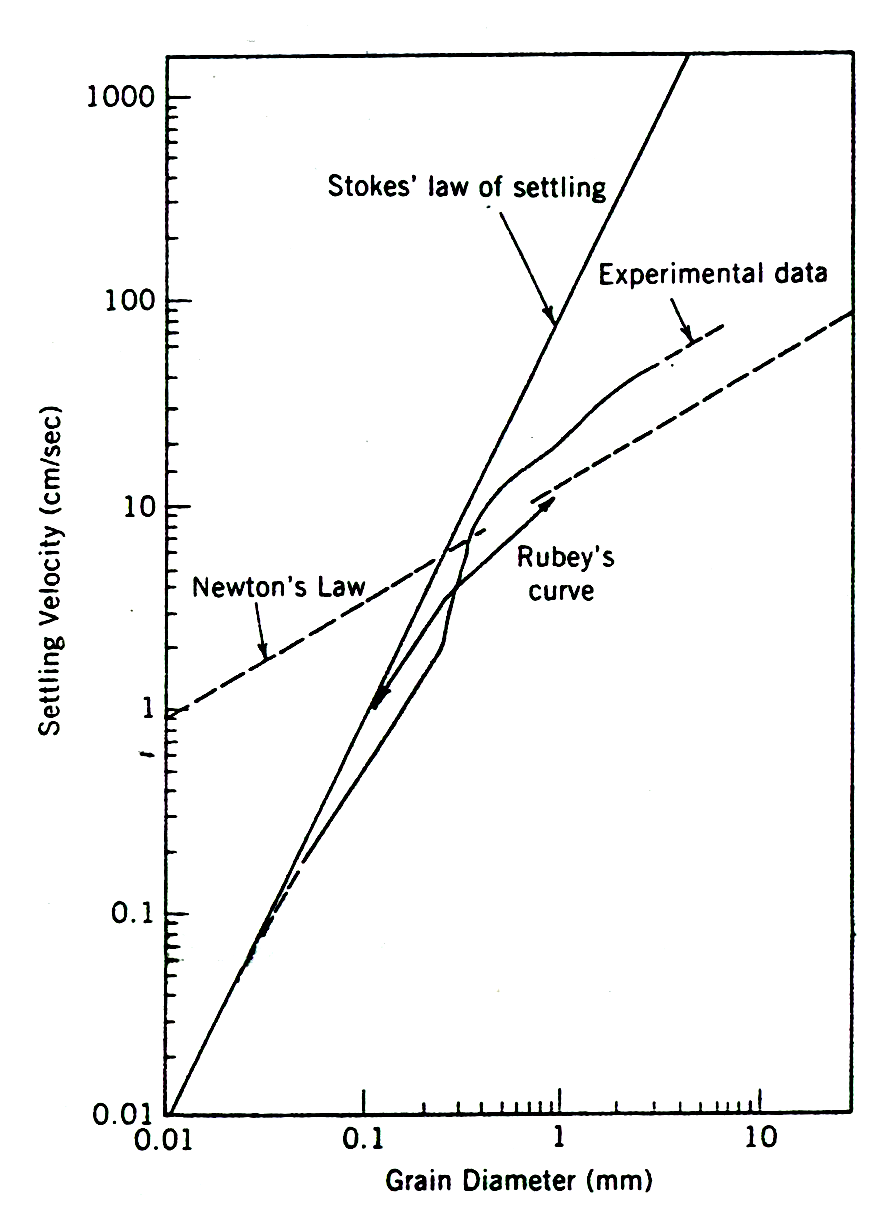 1000
Stokes' law of settling
Experimental data
100
10
Rubey's
curve
Newton's Law
Settling Velocity (cm/sec)
1
0.1
0.01
0.01 0.1 1 10
Grain Diameter (mm)